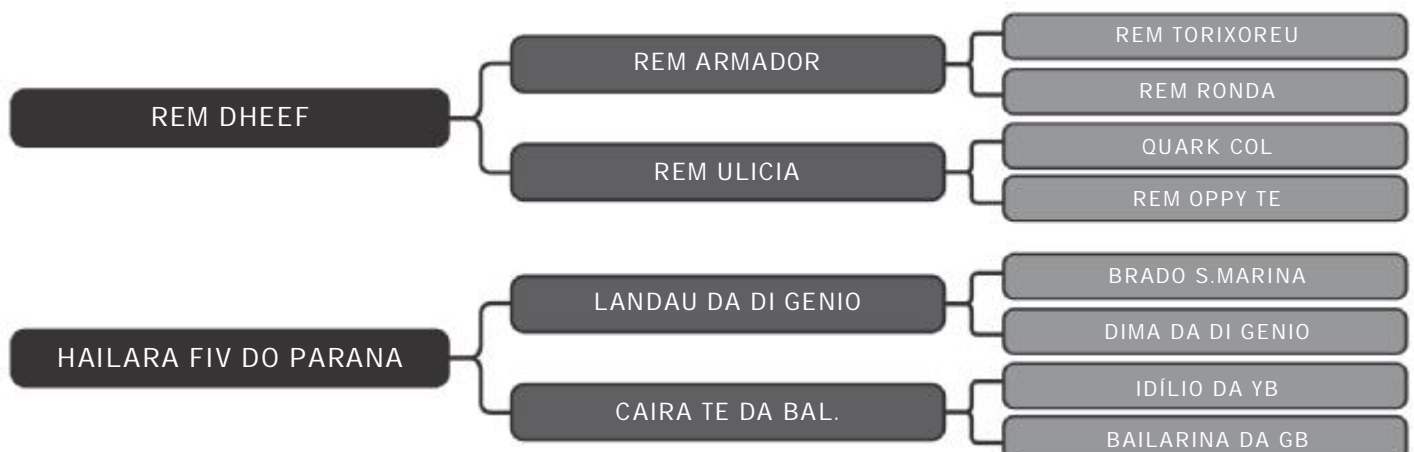 REM DHEEF
REM ARMADOR
REM TORIXOREU
REM RONDA
REM ULICIA
QUARK COL
REM OPPY TE
HAILARA FIV DO PARANA
LANDAU DA DI GENIO
BRADO S.MARINA
DIMA DA DI GENIO
CAIRA TE DA BAL.
IDÍLIO DA YB
BAILARINA DA GB